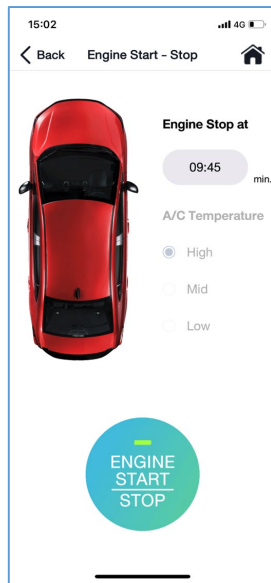 15:02
4G
Back
Engine Start - Stop
Engine Stop at
09:45
min.
A/C Temperature
High
Mid
Low
ENGINE
START
STOP